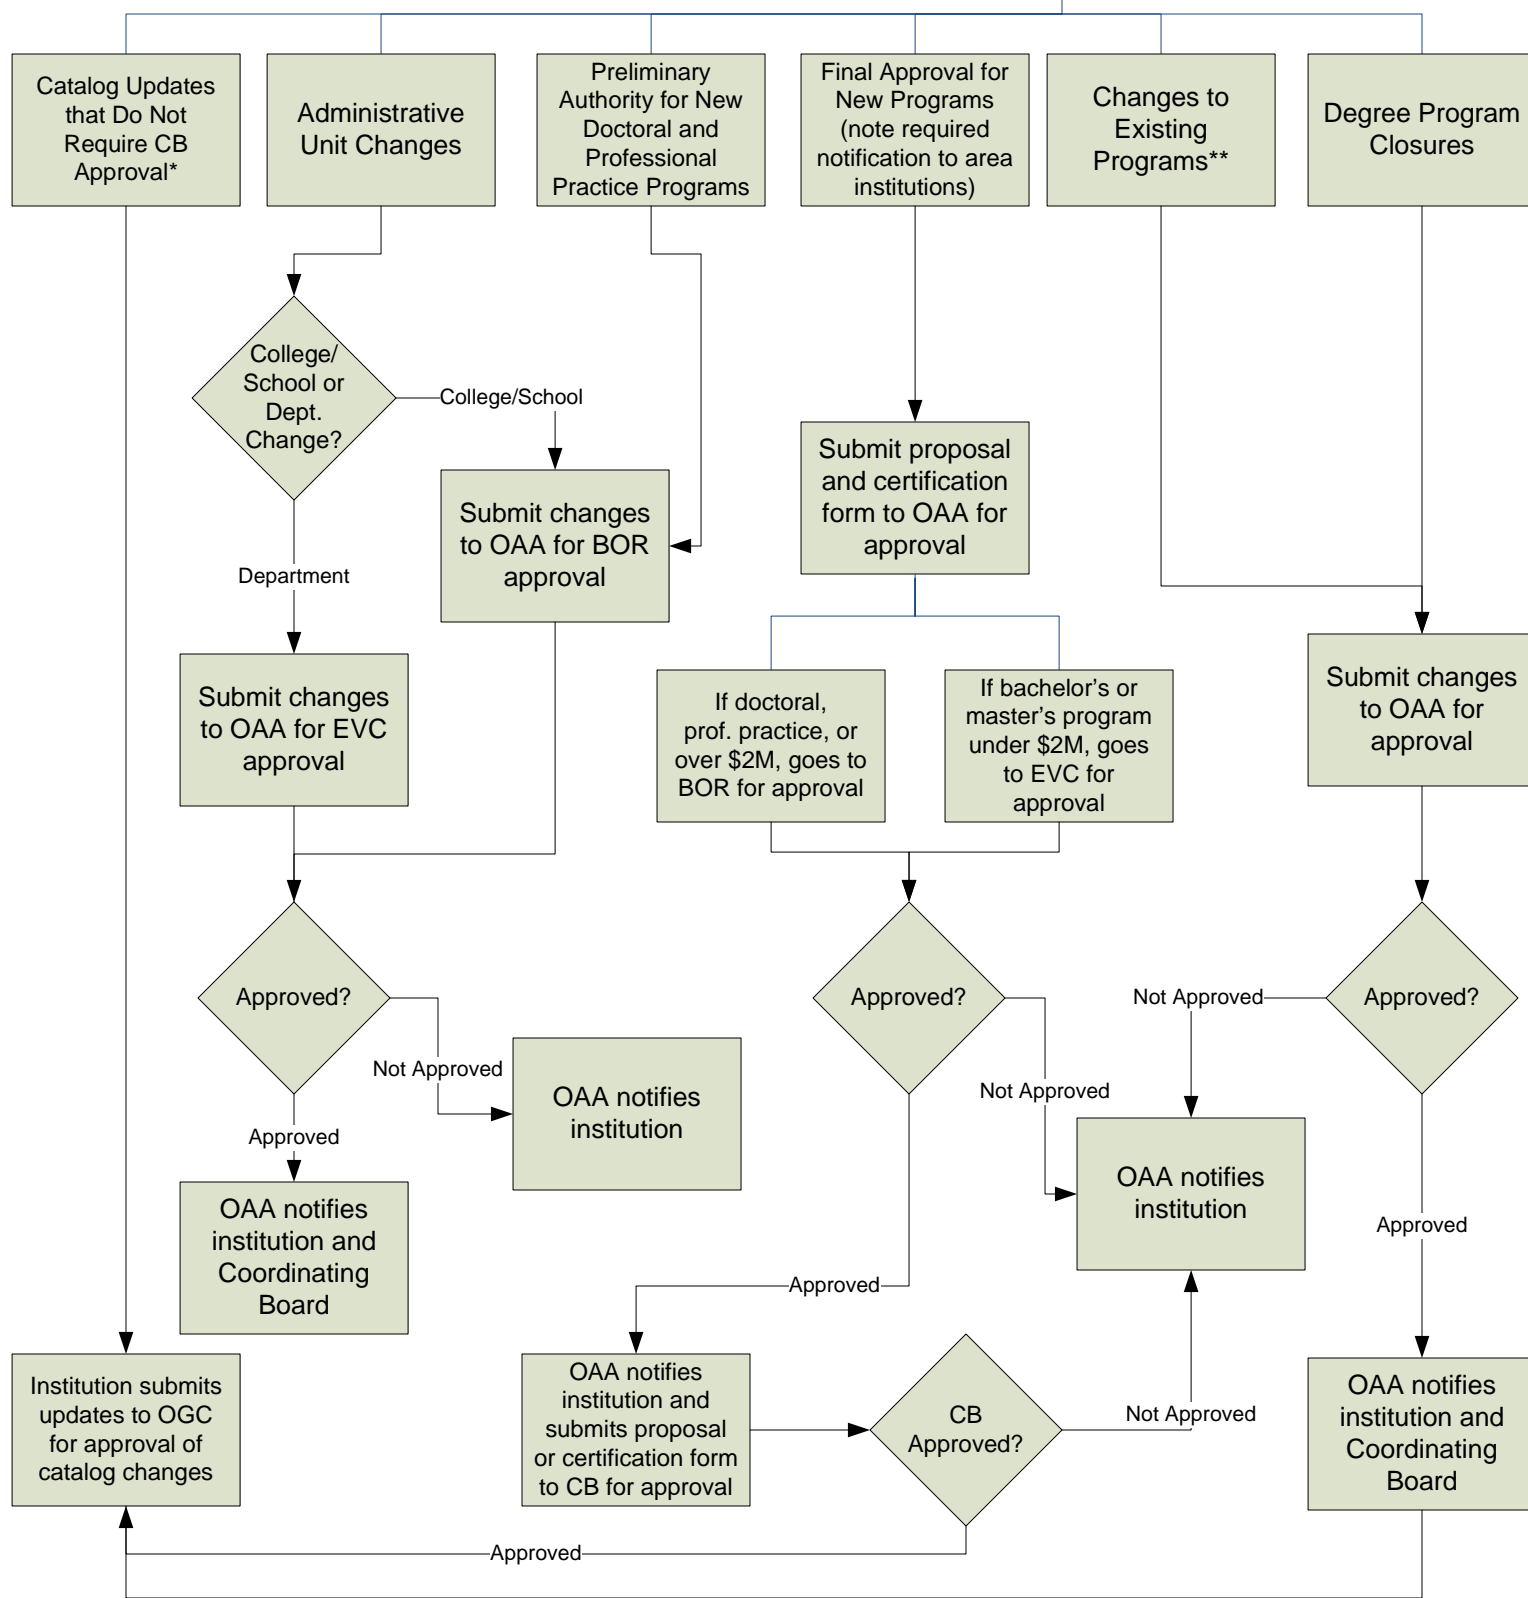 Catalog Updates
that Do Not
Require CB
Approval*
Administrative
Unit Changes
Preliminary
Authority for New
Doctoral and
Professional
Practice Programs
Final Approval for
New Programs
(note required
notification to area
institutions)
Changes to
Existing
Programs**
Degree Program
Closures
College/
School or
Dept.
Change?
College/School
Submit changes
to OAA for BOR
approval
Submit proposal
and certification
form to OAA for
approval
Department
Submit changes
to OAA for EVC
approval
If doctoral,
prof. practice, or
over $2M, goes to
BOR for approval
If bachelor’s or
master’s program
under $2M, goes
to EVC for
approval
Submit changes
to OAA for
approval
Approved?
Not Approved
Approved
OAA notifies
institution
OAA notifies
institution and
Coordinating
Board
Approved?
Not Approved
Approved
Approved?
Not Approved
OAA notifies
institution
Approved
Institution submits
updates to OGC
for approval of
catalog changes
OAA notifies
institution and
submits proposal
or certification form
to CB for approval
CB
Approved?
Not Approved
OAA notifies
institution and
Coordinating
Board
Approved